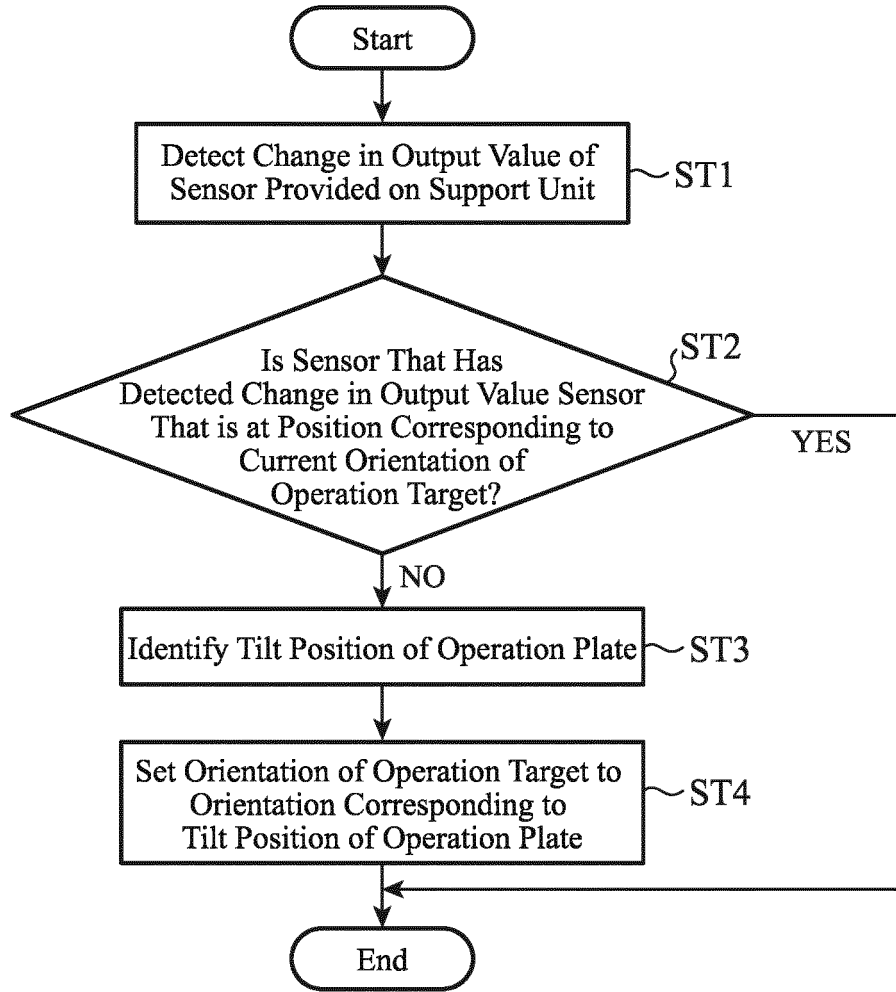 Start
Detect Change in Output Value of
Sensor Provided on Support Unit
ST1
Is Sensor That Has
Detected Change in Output Value Sensor
That is at Position Corresponding to
Current Orientation of
Operation Target?
ST2
YES
NO
Identify Tilt Position of Operation Plate
ST3
Set Orientation of Operation Target to
Orientation Corresponding to
Tilt Position of Operation Plate
ST4
End